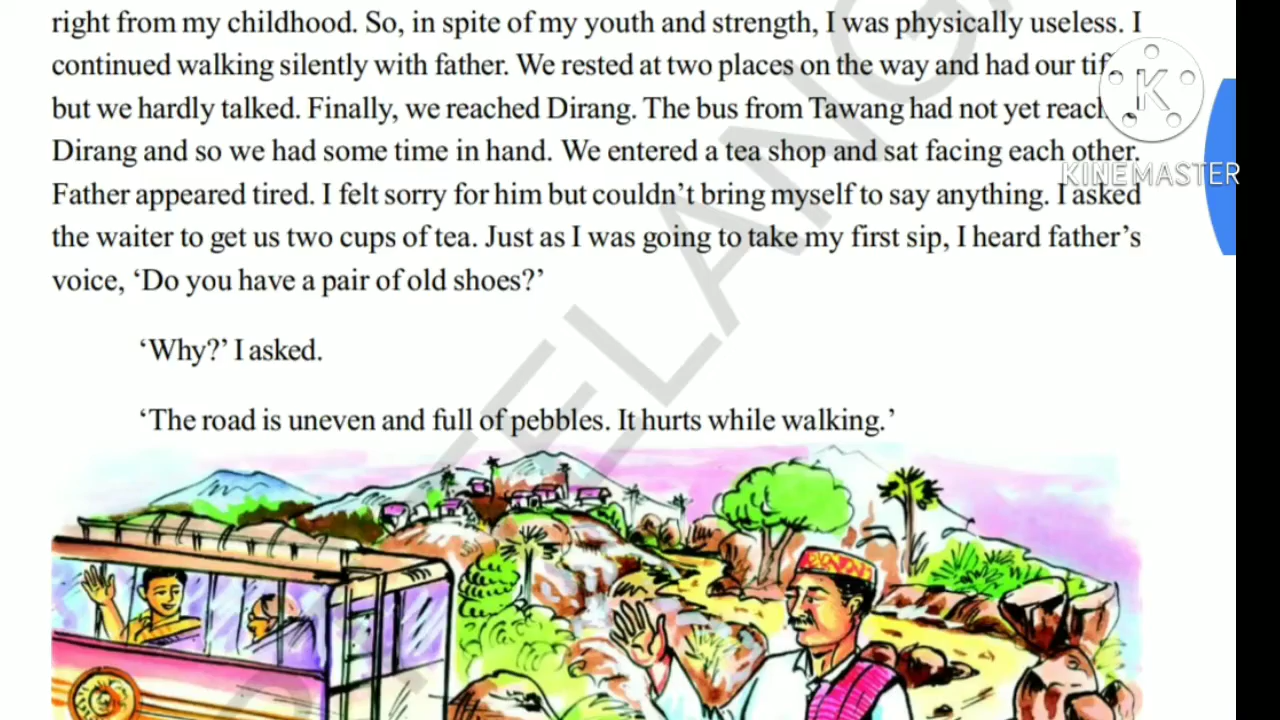 right from my childhood. So, in spite of my youth and strength, I was physically useless. I
continued walking silently with father. We rested at two places on the way and had our
but we hardly talked. Finally, we reached Dirang. The bus from Tawang had not yet
Dirang and so we had some time in hand. We entered a tea shop and sat facing each other.
Father appeared tired. I felt sorry for him but couldn’t bring myself to say anything. I asked
the waiter to get us two cups of tea. Just as I was going to take my first sip, I heard father’s
voice, ‘Do you have a pair of old shoes?’
‘Why?’ I asked.
‘The road is uneven and full of pebbles. It hurts while walking.’
K
KINEMASTER
TELANGA